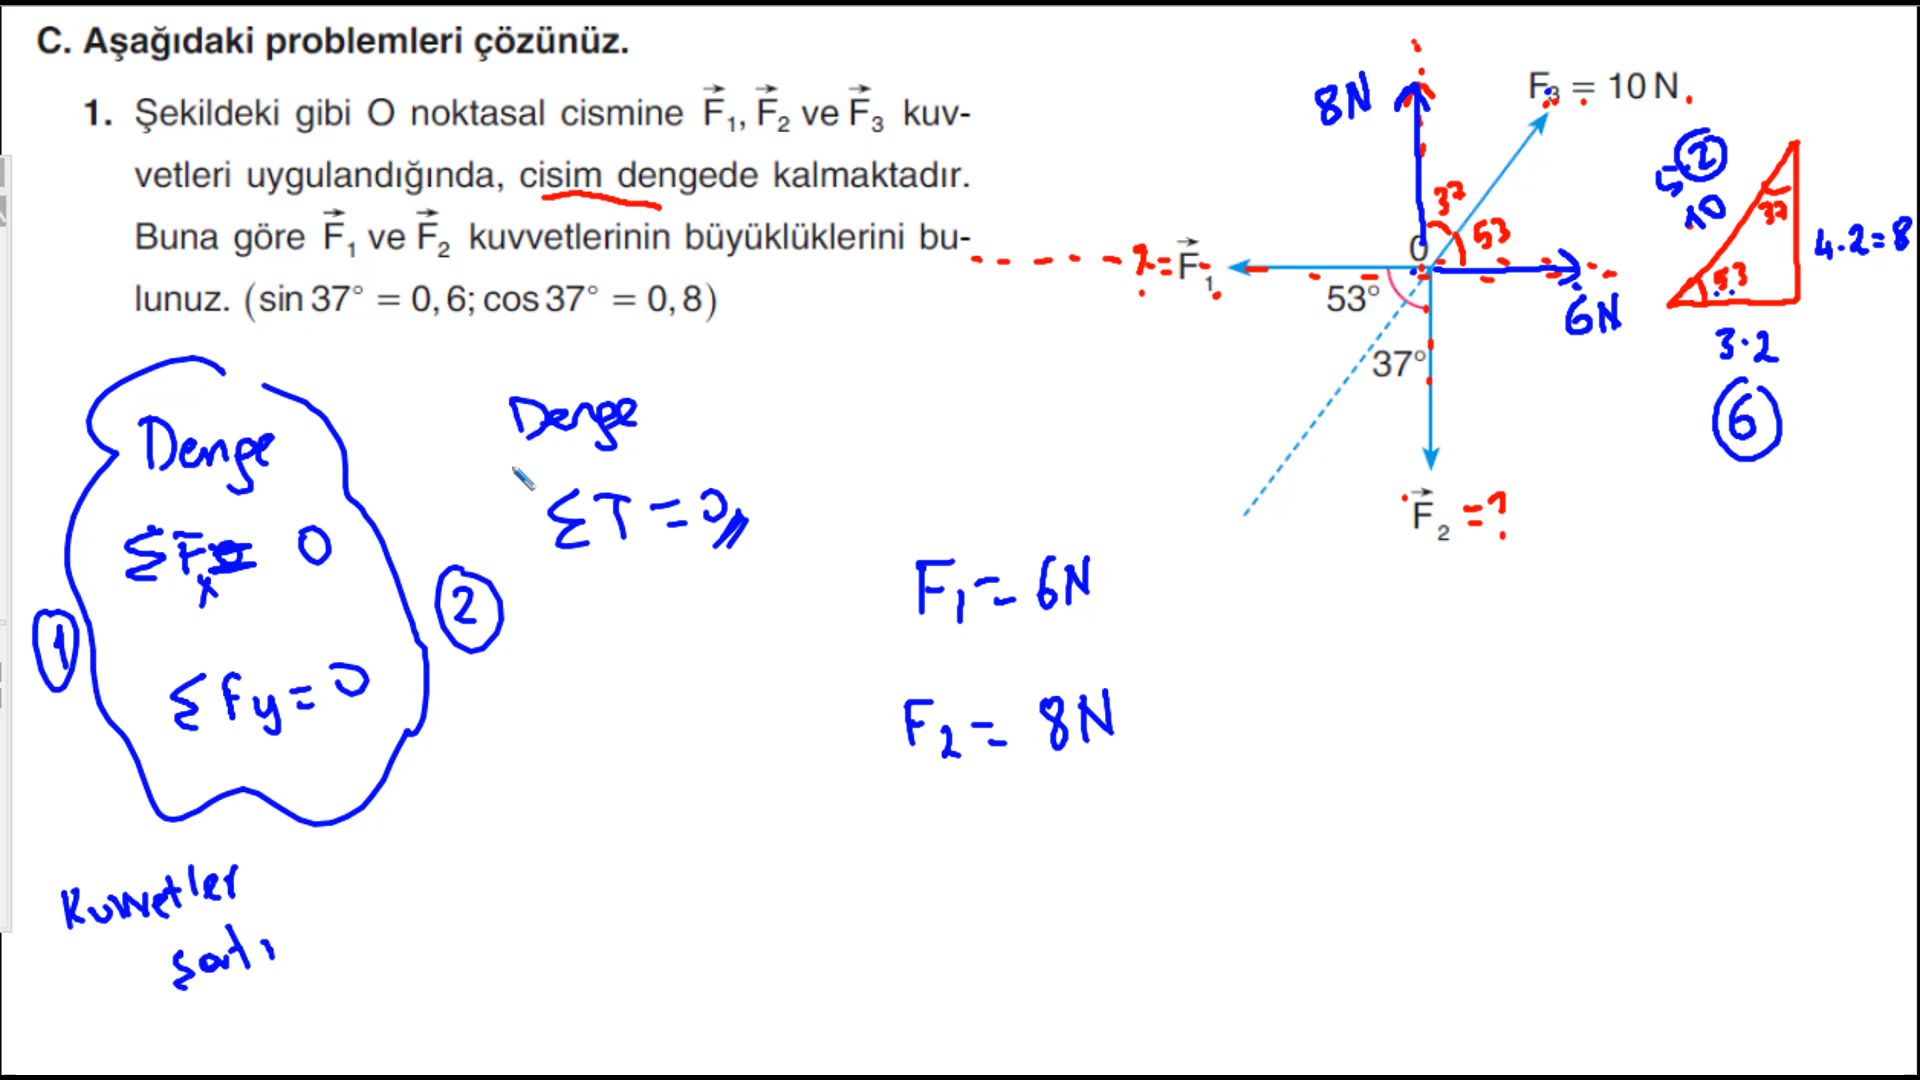 C. Aşağıdaki problemleri çözünüz.
1. Şekildeki gibi O noktasal cismine F₁, F₂ ve F₃ kuv-
vetleri uygulandığında, cisim dengede kalmaktadır.
Buna göre F₁ ve F₂ kuvvetlerinin büyüklüklerini bu-
lunuz. (sin 37° = 0,6; cos 37° = 0,8)
8N
F₃ = 10 N
37
53
O
? = F₁
53°
6N
37°
F₂ = ?
2
5
10
37
53
4.2=8
3.2
6
Denge
ΣFx = 0
ΣFy = 0
1
2
Denge
ΣT = 0
F₁ = 6N
F₂ = 8N
Kuvvetler
Şartı